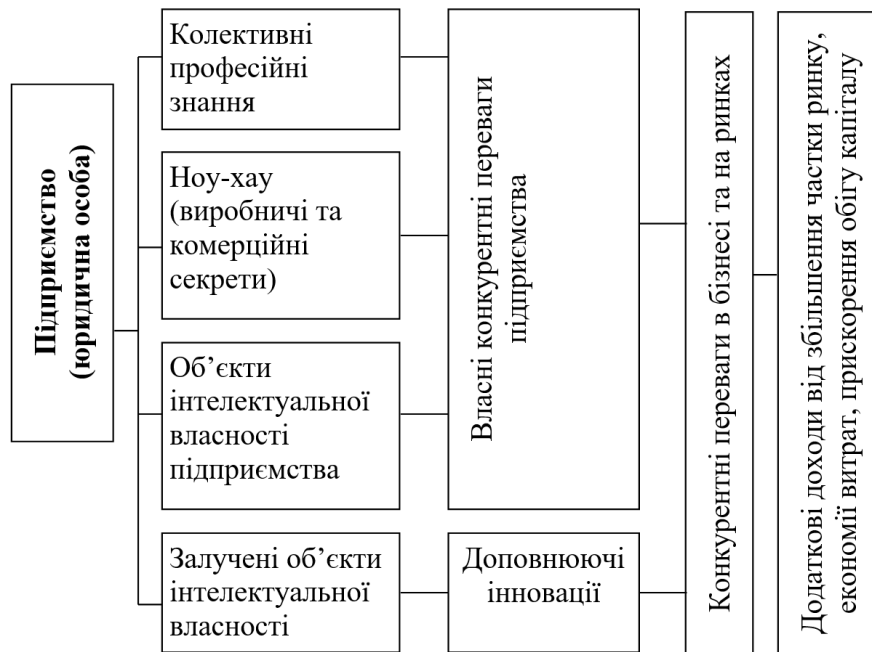 Підприємство
(юридична особа)
Колективні
професійні
знання
Ноу-хау
(виробничі та
комерційні
секрети)
Об’єкти
інтелектуальної
власності
підприємства
Залучені об’єкти
інтелектуальної
власності
Власні конкурентні переваги
підприємства
Доповнюючі
інновації
Конкурентні переваги в бізнесі та на ринках
Додаткові доходи від збільшення частки ринку,
економії витрат, прискорення обігу капіталу